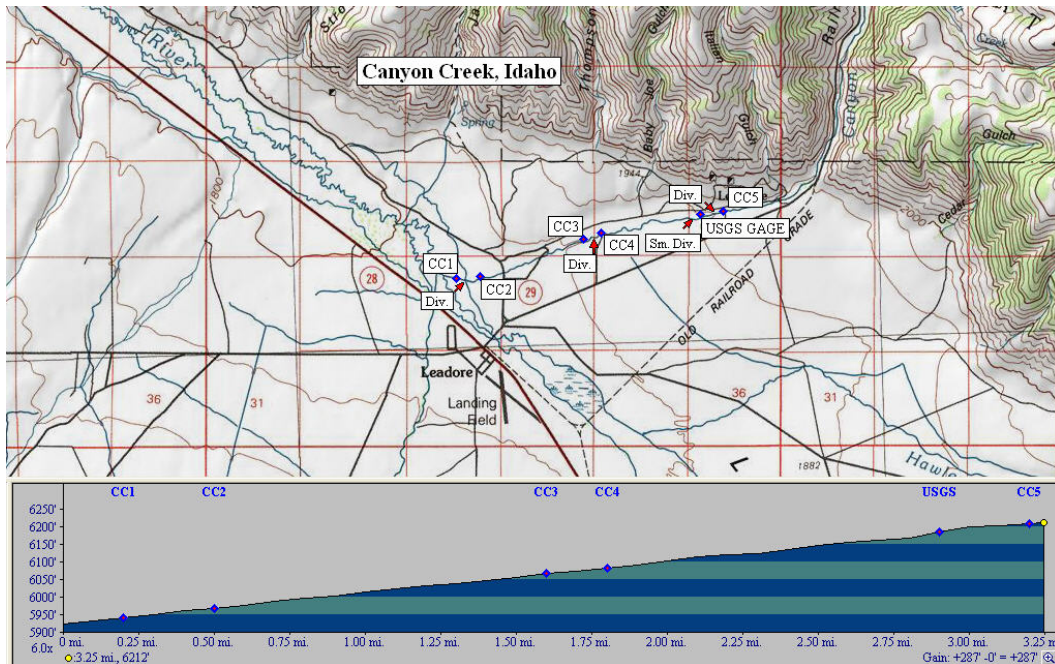 River
Stro
Thompson
Gulch
Italian
Gulch
Baby Joe
Gulch
Railr
Canyon
Creek
Gulch
Cedar
Canyon Creek, Idaho
Spring
1800
1944
2000
Div.
CC5
USGS GAGE
CC3
CC4
Sm. Div.
Div.
CC1
CC2
Div.
28
29
OLD RAILROAD GRADE
Leadore
Landing
Field
36
31
36
31
1882
Hawle
CC1 CC2 CC3 CC4 USGS CC5
6250'
6200'
6150'
6100'
6050'
6000'
5950'
5900'
6.0x
0 mi. 0.25 mi. 0.50 mi. 0.75 mi. 1.00 mi. 1.25 mi. 1.50 mi. 1.75 mi. 2.00 mi. 2.25 mi. 2.50 mi. 2.75 mi. 3.00 mi. 3.25 m
:3.25 mi., 6212'
Gain: +287' -0' = +287'